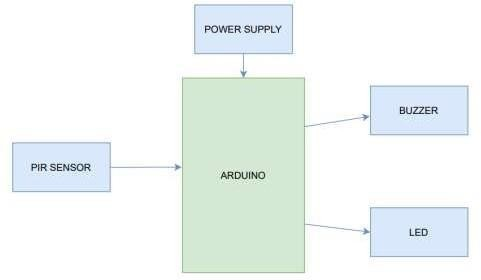 POWER SUPPLY
BUZZER
PIR SENSOR
ARDUINO
LED